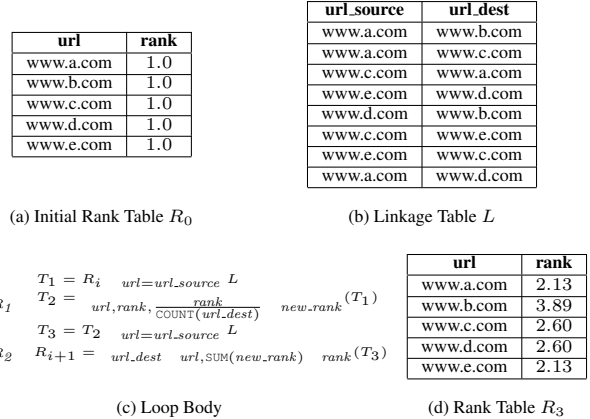 url rank
www.a.com 1.0
www.b.com 1.0
www.c.com 1.0
www.d.com 1.0
www.e.com 1.0
(a) Initial Rank Table R₀
url_source url_dest
www.a.com www.b.com
www.a.com www.c.com
www.c.com www.a.com
www.e.com www.d.com
www.d.com www.b.com
www.c.com www.e.com
www.e.com www.c.com
www.a.com www.d.com
(b) Linkage Table L
T₁ = Rᵢ url=url_source L
R₁ T₂ = url,rank, rank/COUNT(url_dest) new_rank (T₁)
T₃ = T₂ url=url_source L
R₂ Rᵢ₊₁ = url_dest url,SUM(new_rank) rank (T₃)
(c) Loop Body
url rank
www.a.com 2.13
www.b.com 3.89
www.c.com 2.60
www.d.com 2.60
www.e.com 2.13
(d) Rank Table R₃